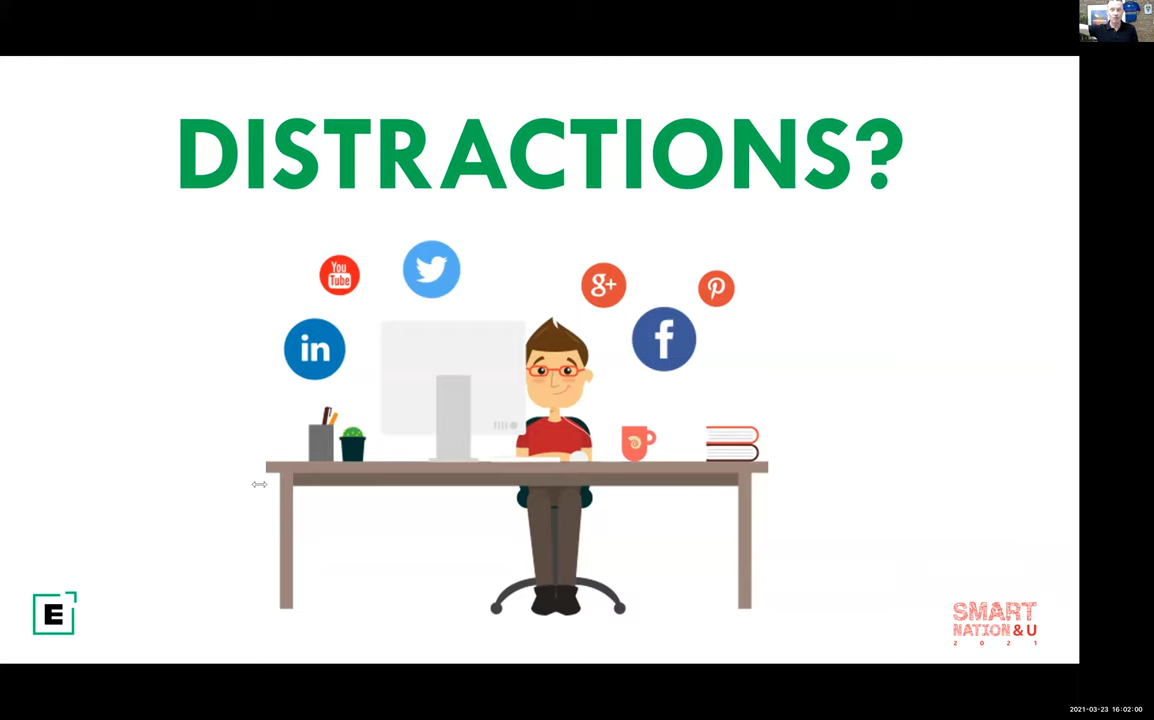 DISTRACTIONS?
You
Tube
g+
in
f
E
SMART
NATION & U
2 0 2 1
2021-03-23 16:02:00